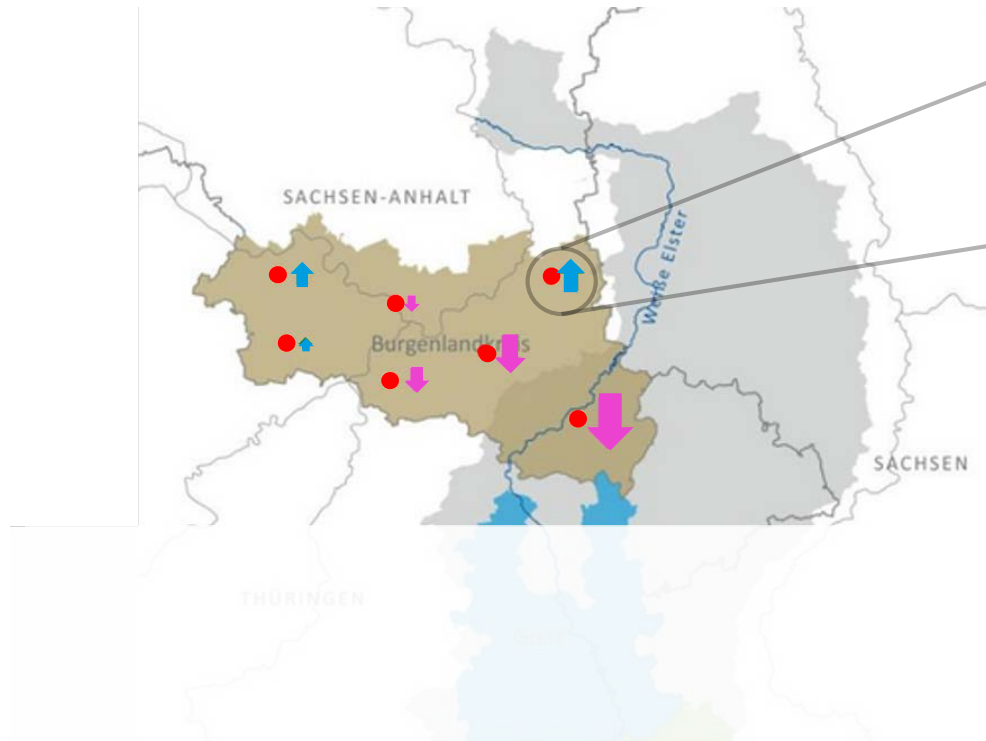 SACHSEN-ANHALT
Weiße Elster
Burgenlandkreis
SACHSEN
THÜRINGEN